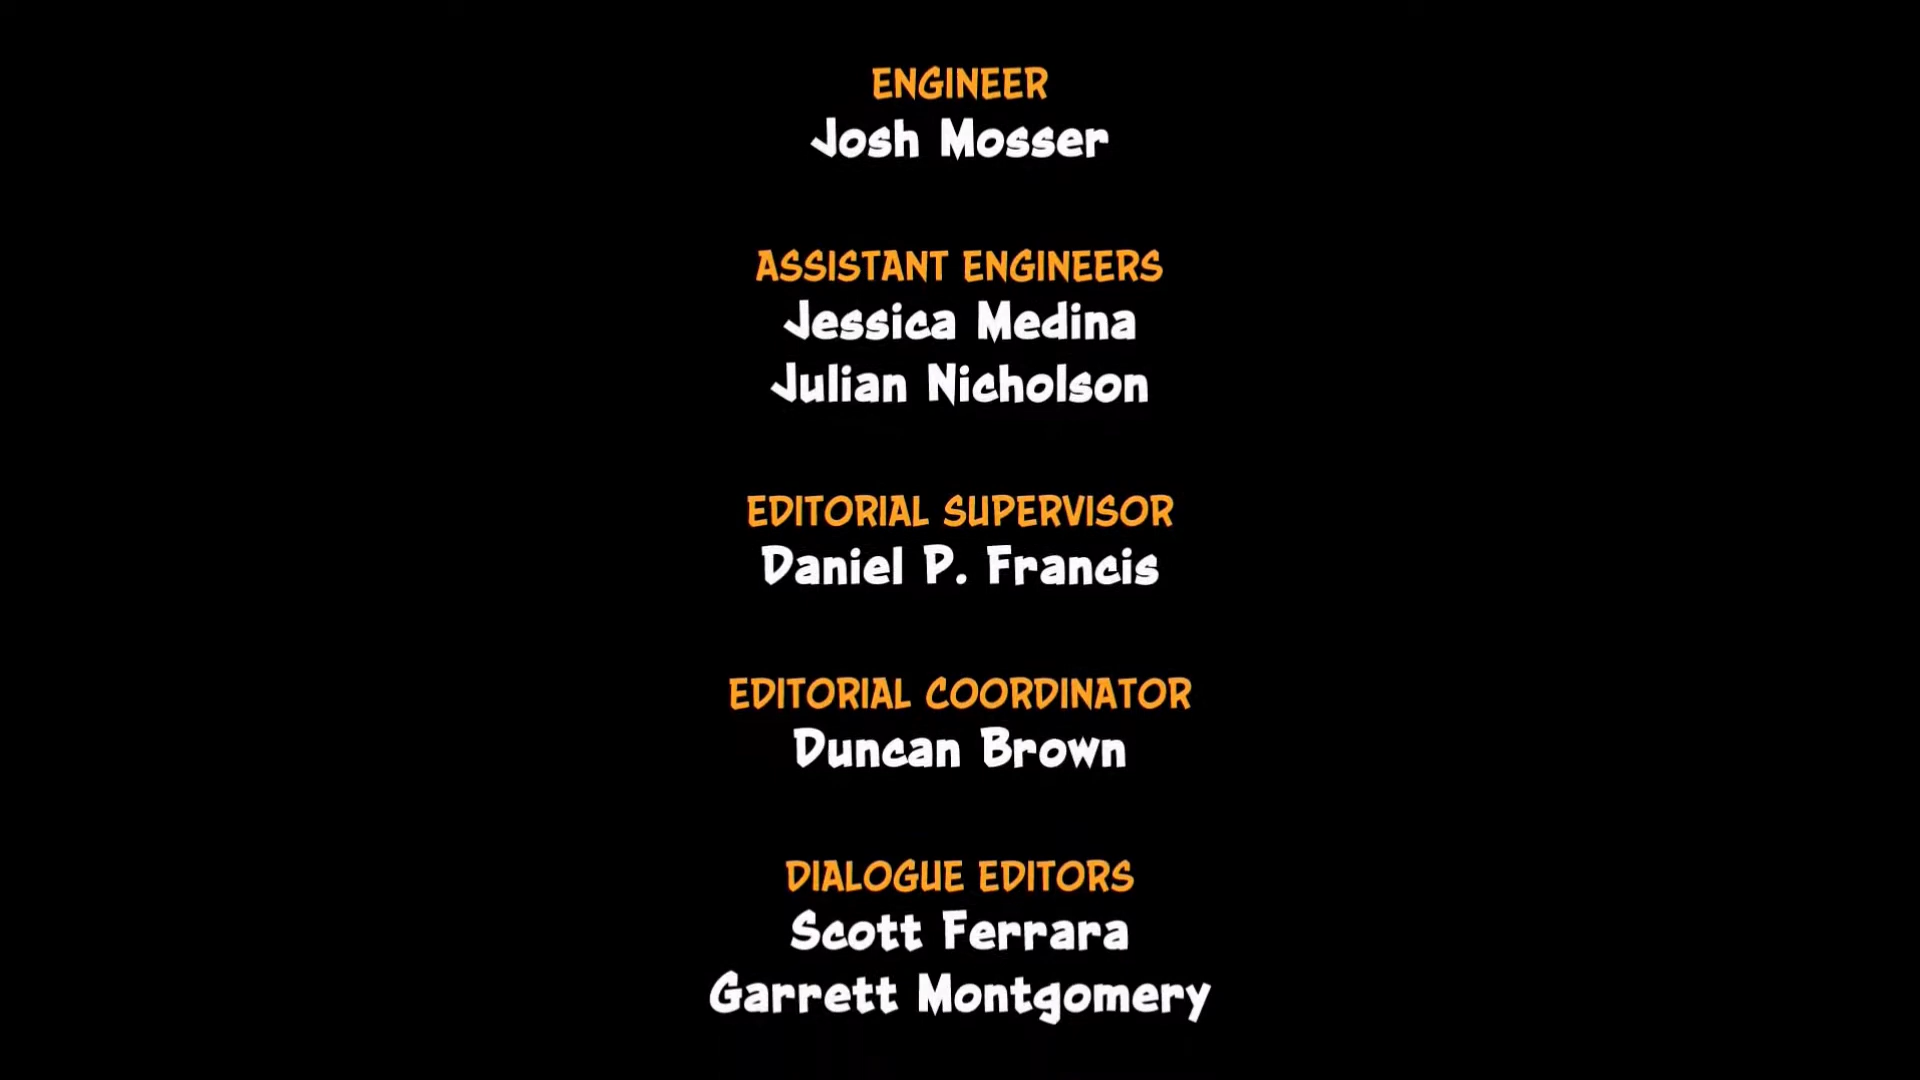 ENGINEER
Josh Mosser
ASSISTANT ENGINEERS
Jessica Medina
Julian Nicholson
EDITORIAL SUPERVISOR
Daniel P. Francis
EDITORIAL COORDINATOR
Duncan Brown
DIALOGUE EDITORS
Scott Ferrara
Garrett Montgomery